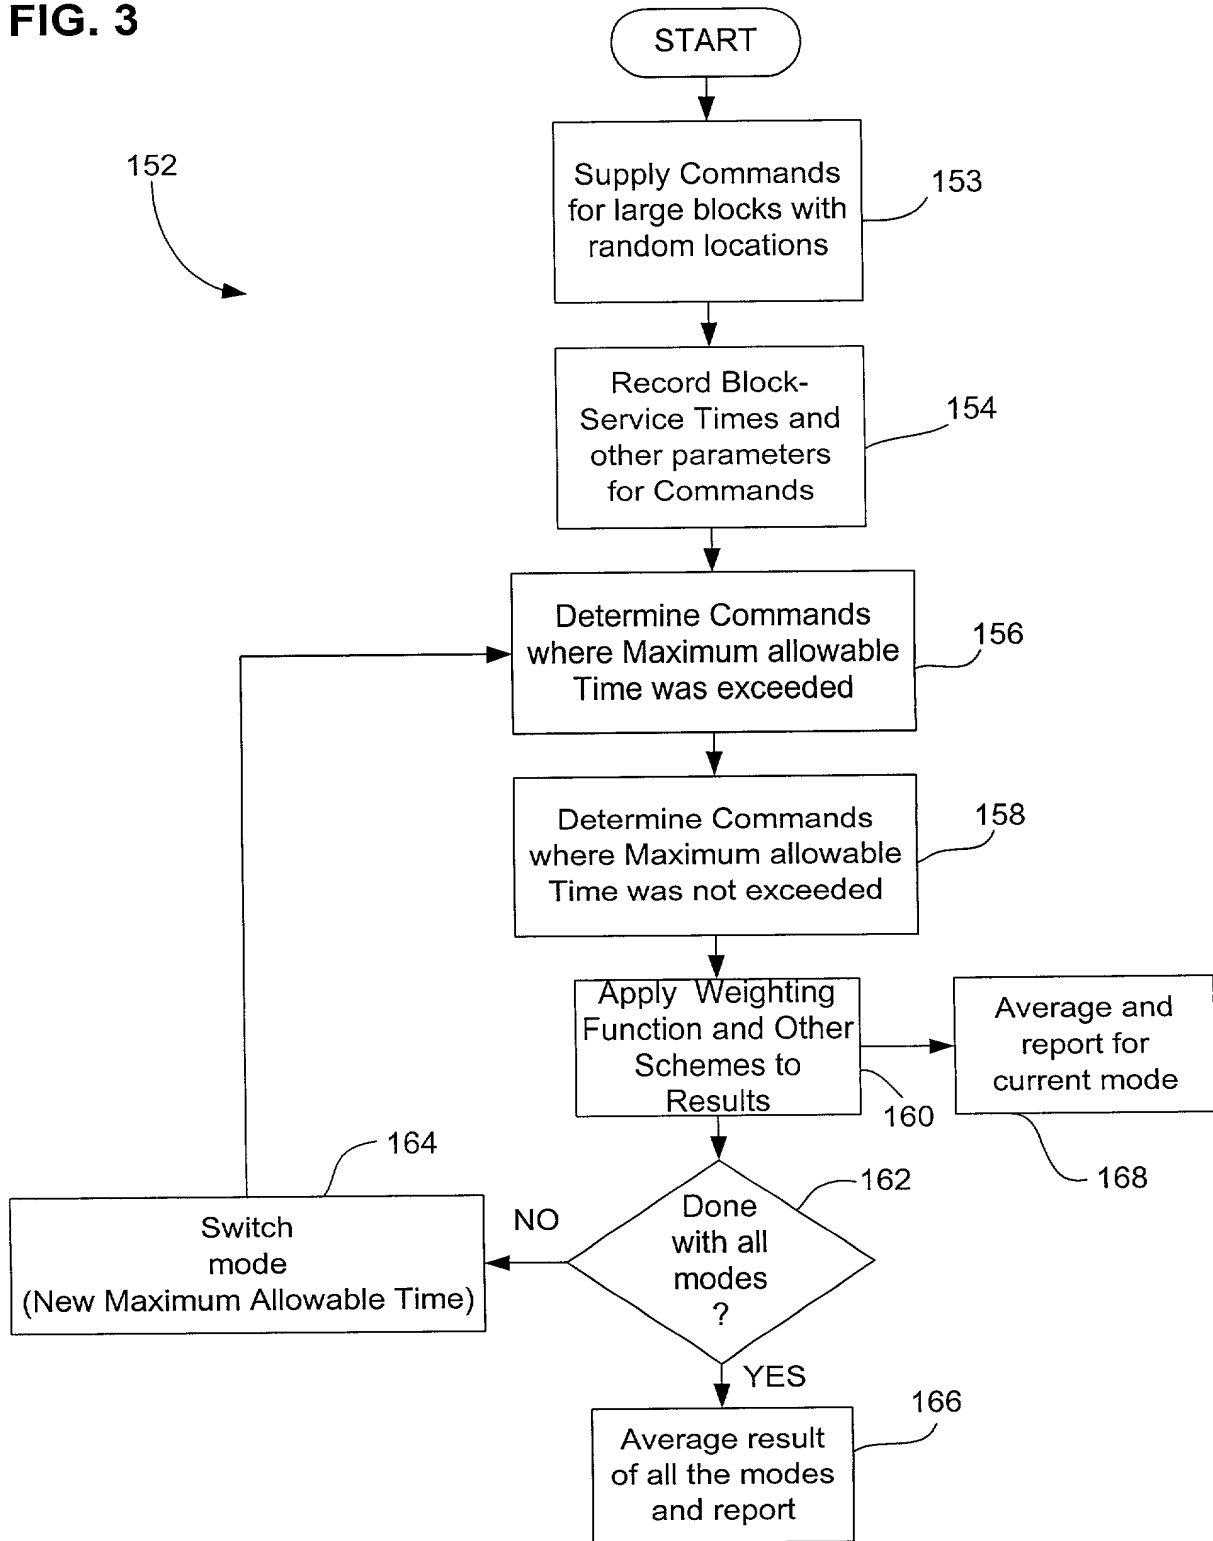 FIG. 3
START
152
Supply Commands
for large blocks with
random locations
153
Record Block-
Service Times and
other parameters
for Commands
154
Determine Commands
where Maximum allowable
Time was exceeded
156
Determine Commands
where Maximum allowable
Time was not exceeded
158
Apply Weighting
Function and Other
Schemes to
Results
160
Average and
report for
current mode
168
164
Switch
mode
(New Maximum Allowable Time)
NO
Done
with all
modes
?
162
YES
Average result
of all the modes
and report
166